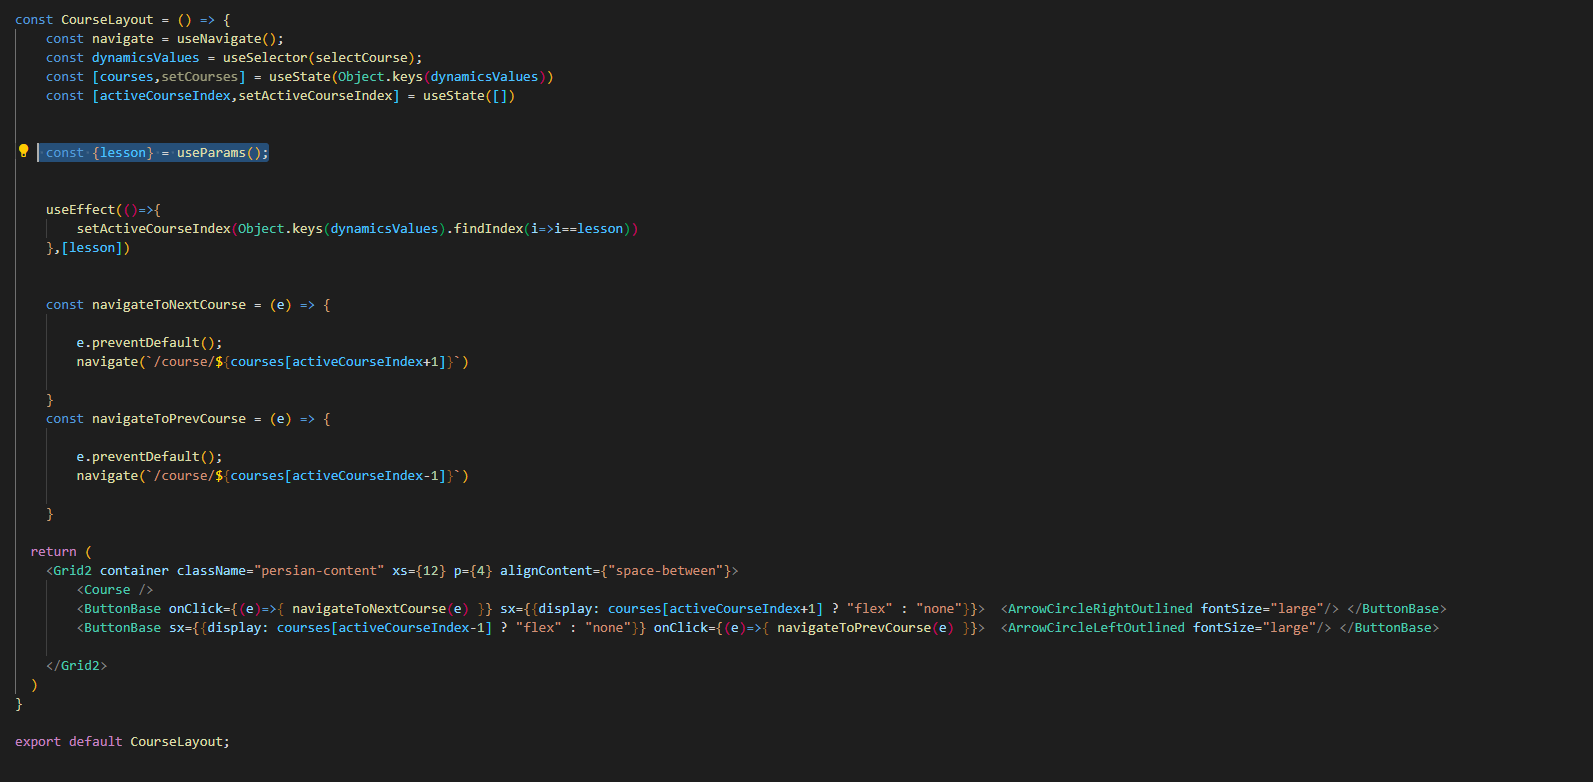 const CourseLayout = () => {
    const navigate = useNavigate();
    const dynamicsValues = useSelector(selectCourse);
    const [courses,setCourses] = useState(Object.keys(dynamicsValues))
    const [activeCourseIndex,setActiveCourseIndex] = useState([])
    const {lesson} = useParams();
    useEffect(()=>{
        setActiveCourseIndex(Object.keys(dynamicsValues).findIndex(i=>i==lesson))
    },[lesson])
    const navigateToNextCourse = (e) => {
        e.preventDefault();
        navigate(`/course/${courses[activeCourseIndex+1]}`)
    }
    const navigateToPrevCourse = (e) => {
        e.preventDefault();
        navigate(`/course/${courses[activeCourseIndex-1]}`)
    }
  return (
    <Grid2 container className="persian-content" xs={12} p={4} alignContent={"space-between"}>
        <Course />
        <ButtonBase onClick={(e)=>{ navigateToNextCourse(e) }} sx={{display: courses[activeCourseIndex+1] ? "flex" : "none"}}>  <ArrowCircleRightOutlined fontSize="large"/> </ButtonBase>
        <ButtonBase sx={{display: courses[activeCourseIndex-1] ? "flex" : "none"}} onClick={(e)=>{ navigateToPrevCourse(e) }}>  <ArrowCircleLeftOutlined fontSize="large"/> </ButtonBase>
    </Grid2>
  )
}
export default CourseLayout;